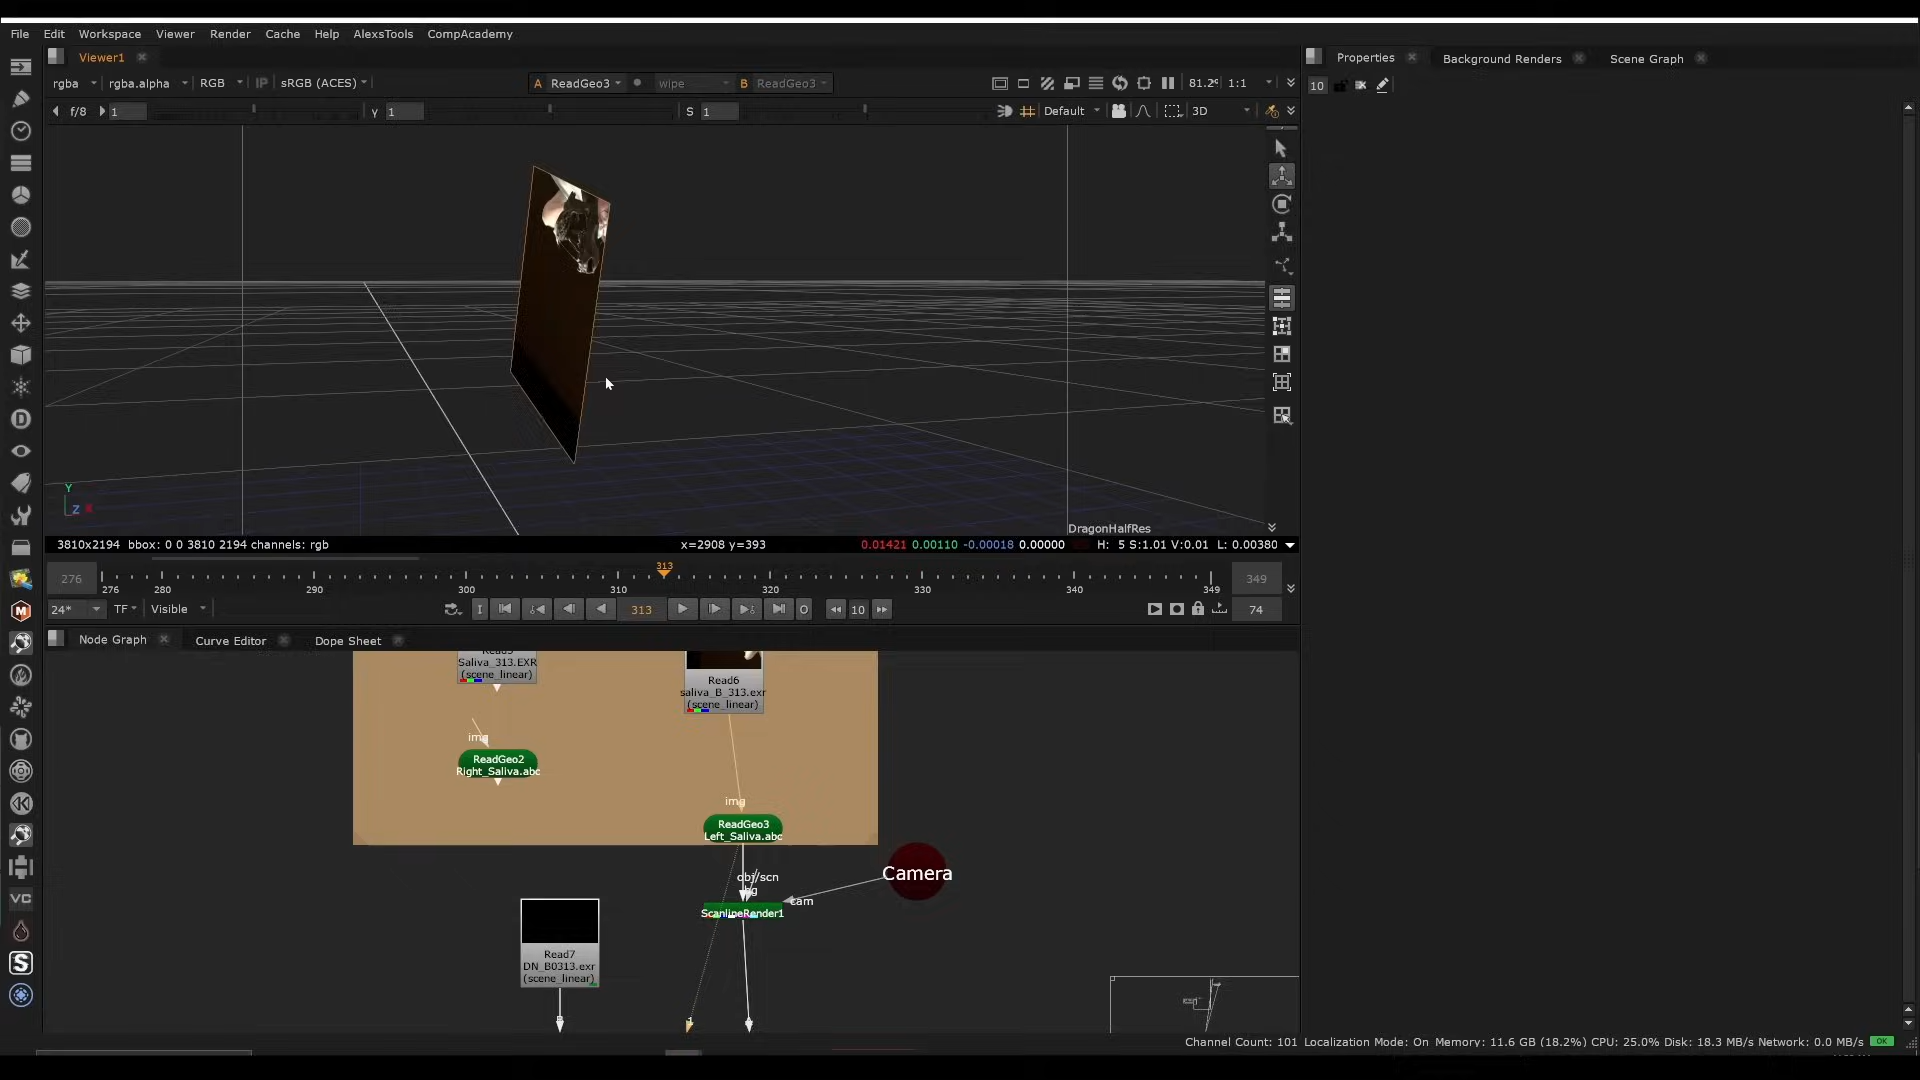 File Edit Workspace Viewer Render Cache Help AlexsTools CompAcademy
Viewer1
Properties Background Renders Scene Graph
rgba rgba.alpha RGB IP sRGB (ACES) A ReadGeo3 wipe B ReadGeo3 81.2 1:1
10
f/8 1 Y 1 S 1 Default 3D
Y
Z X
DragonHalfRes
3810x2194 bbox: 0 0 3810 2194 channels: rgb x=2908 y=393 0.01421 0.00110 -0.00018 0.00000 H: 5 S:1.01 V:0.01 L: 0.00380
313
276 349
276 280 290 300 310 320 330 340 349
24* TF Visible I 313 O 10 74
Node Graph Curve Editor Dope Sheet
Saliva_313.EXR
(scene_linear)
Read6
saliva_B_313.exr
(scene_linear)
img
ReadGeo2
Right_Saliva.abc
img
ReadGeo3
Left_Saliva.abc
obj/scn
bg
Camera
cam
ScanlineRender1
Read7
DN_B0313.exr
(scene_linear)
D
VC
M
S
Channel Count: 101 Localization Mode: On Memory: 11.6 GB (18.2%) CPU: 25.0% Disk: 18.3 MB/s Network: 0.0 MB/s OK